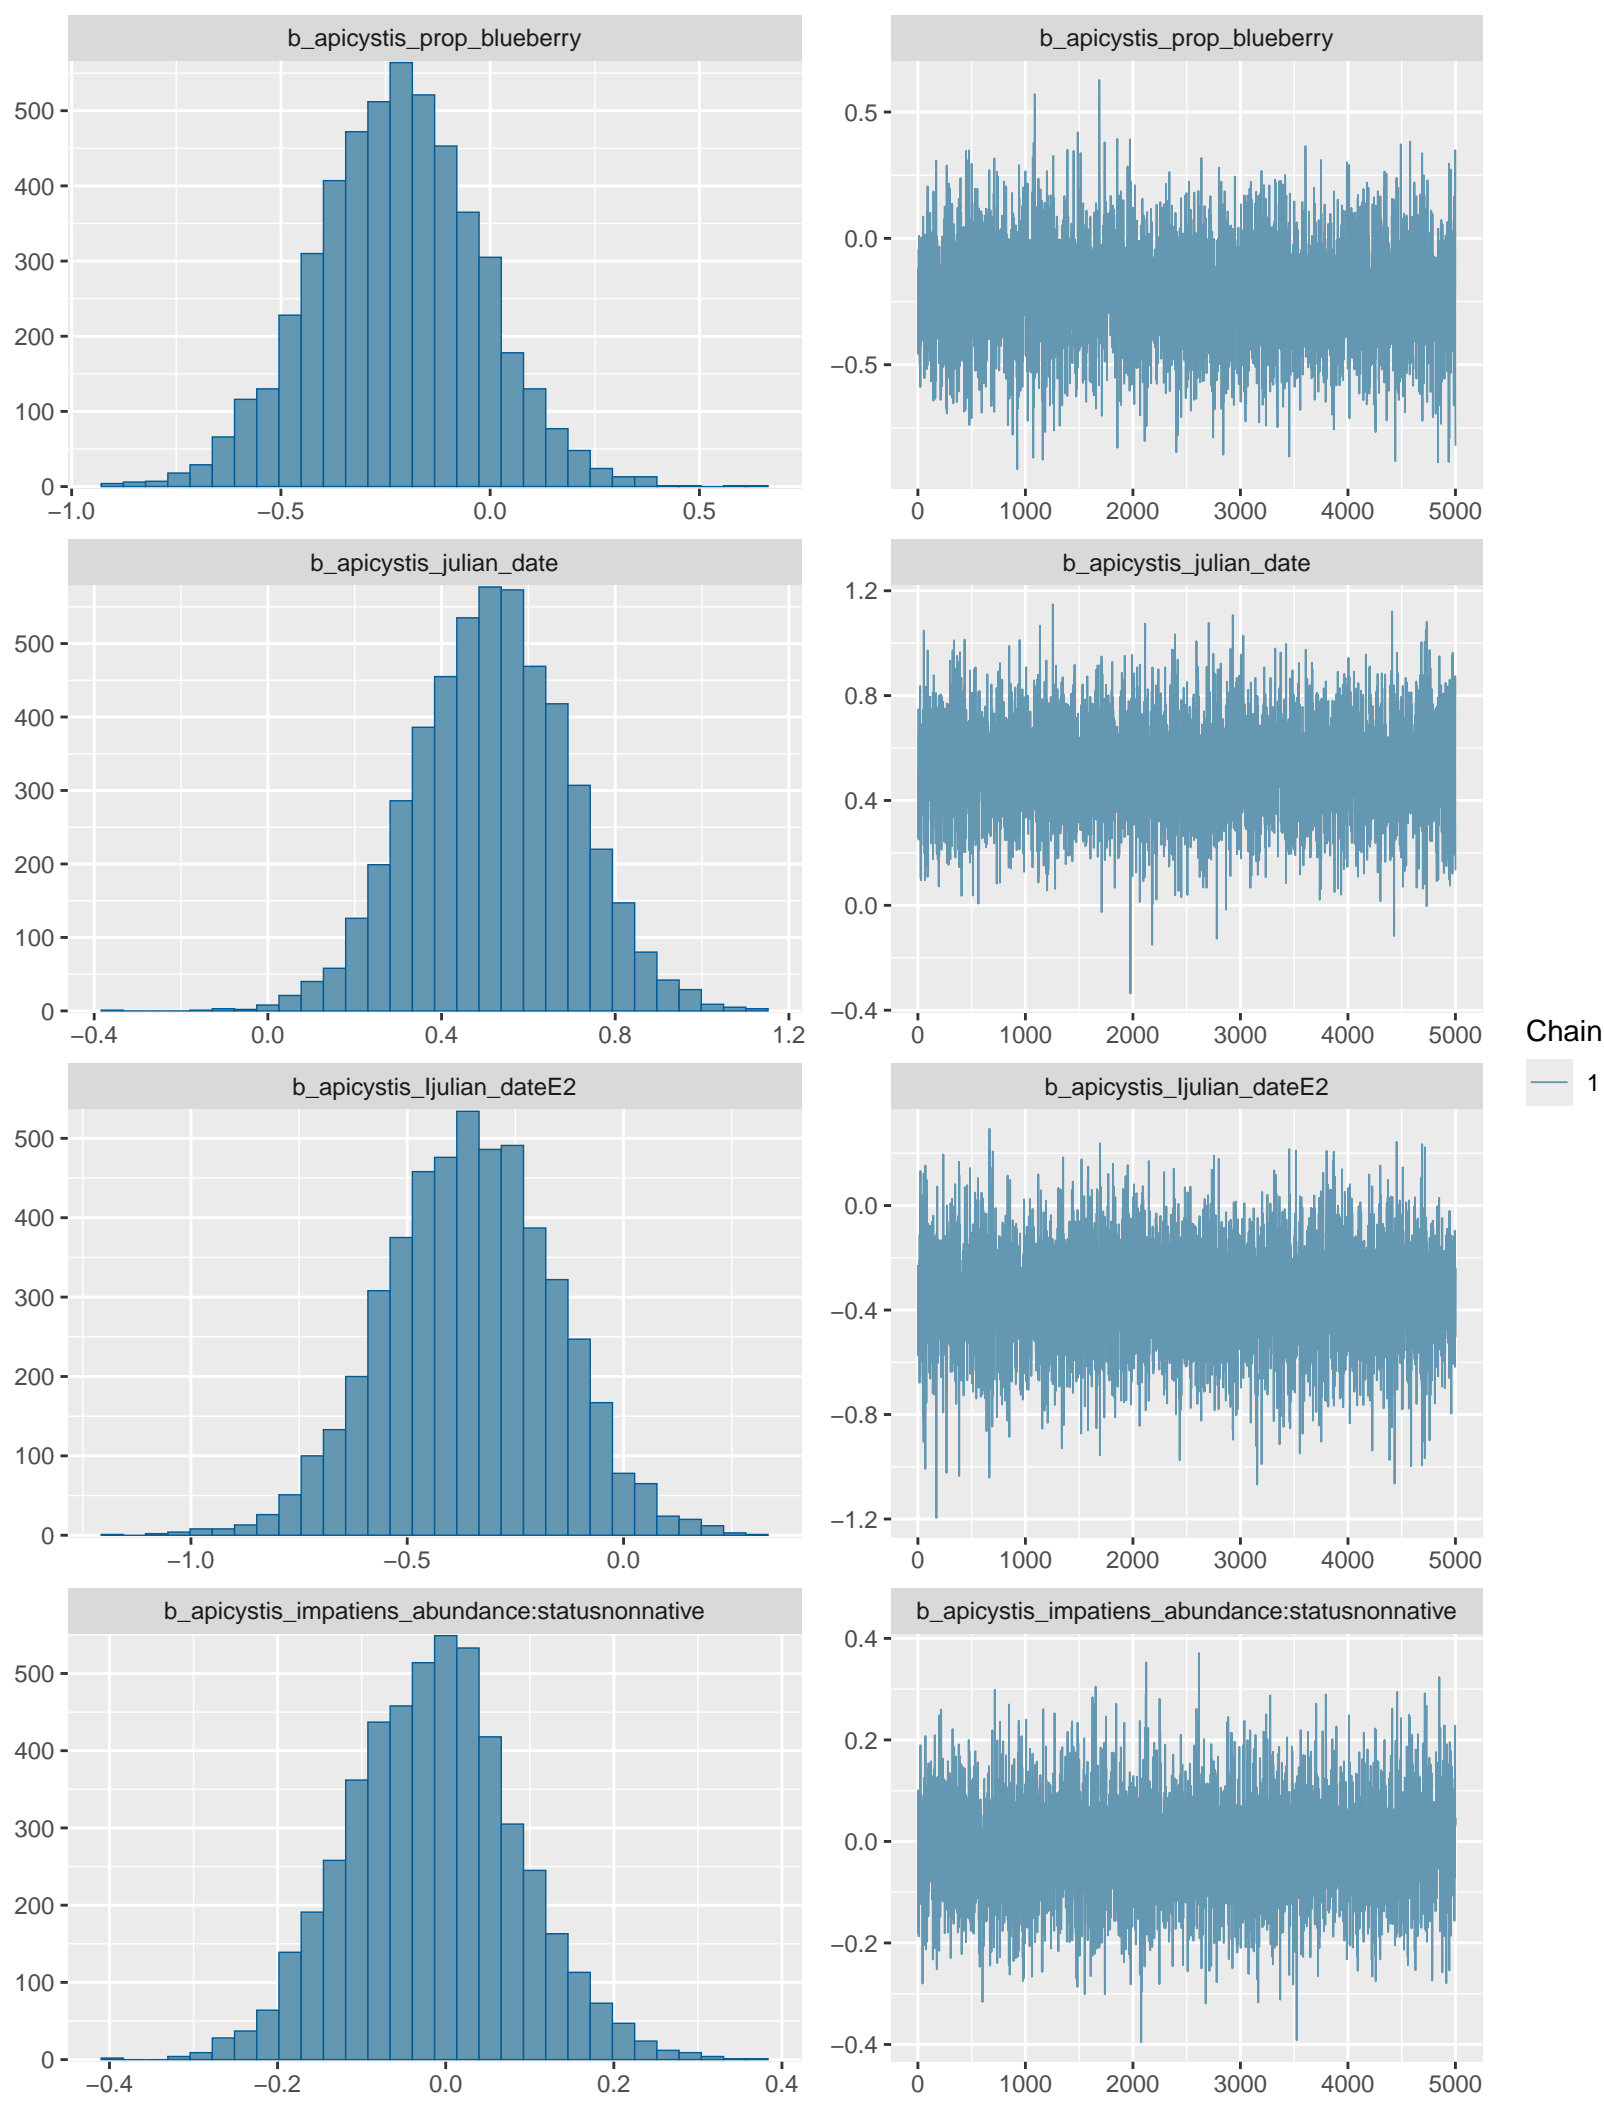 b_apicystis_prop_blueberry
b_apicystis_prop_blueberry
500
400
300
200
100
0
−1.0 −0.5 0.0 0.5
0.5
0.0
−0.5
0 1000 2000 3000 4000 5000
b_apicystis_julian_date
b_apicystis_julian_date
500
400
300
200
100
0
−0.4 0.0 0.4 0.8 1.2
1.2
0.8
0.4
0.0
−0.4
0 1000 2000 3000 4000 5000
Chain
1
b_apicystis_Ijulian_dateE2
b_apicystis_Ijulian_dateE2
500
400
300
200
100
0
−1.0 −0.5 0.0
0.0
−0.4
−0.8
−1.2
0 1000 2000 3000 4000 5000
b_apicystis_impatiens_abundance:statusnonnative
b_apicystis_impatiens_abundance:statusnonnative
500
400
300
200
100
0
−0.4 −0.2 0.0 0.2 0.4
0.4
0.2
0.0
−0.2
−0.4
0 1000 2000 3000 4000 5000